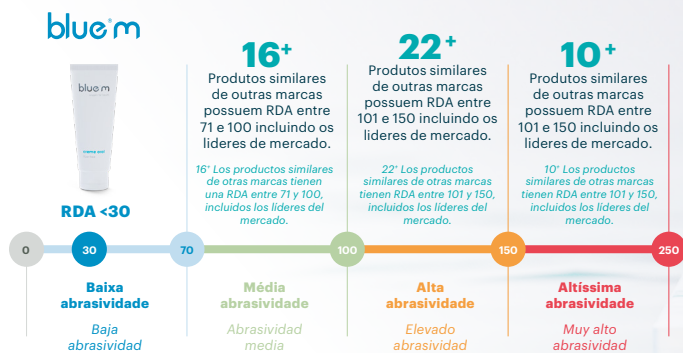 blue®m
blue m
RDA <30
16+
Produtos similares
de outras marcas
possuem RDA entre
71 e 100 incluindo os
lideres de mercado.
16+ Los productos similares
de otras marcas tienen
una RDA entre 71 y 100,
incluidos los líderes del
mercado.
22+
Produtos similares
de outras marcas
possuem RDA entre
101 e 150 incluindo os
lideres de mercado.
22+ Los productos
similares de otras marcas
tienen RDA entre 101 y 150,
incluidos los líderes del
mercado.
10+
Produtos similares
de outras marcas
possuem RDA entre
101 e 150 incluindo os
lideres de mercado.
10+ Los productos
similares de otras marcas
tienen RDA entre 101 y 150,
incluidos los líderes del
mercado.
0
30
70
100
150
250
Baixa
abrasividade
Baja
abrasividad
Média
abrasividade
Abrasividad
media
Alta
abrasividade
Elevado
abrasividad
Altíssima
abrasividade
Muy alto
abrasividad